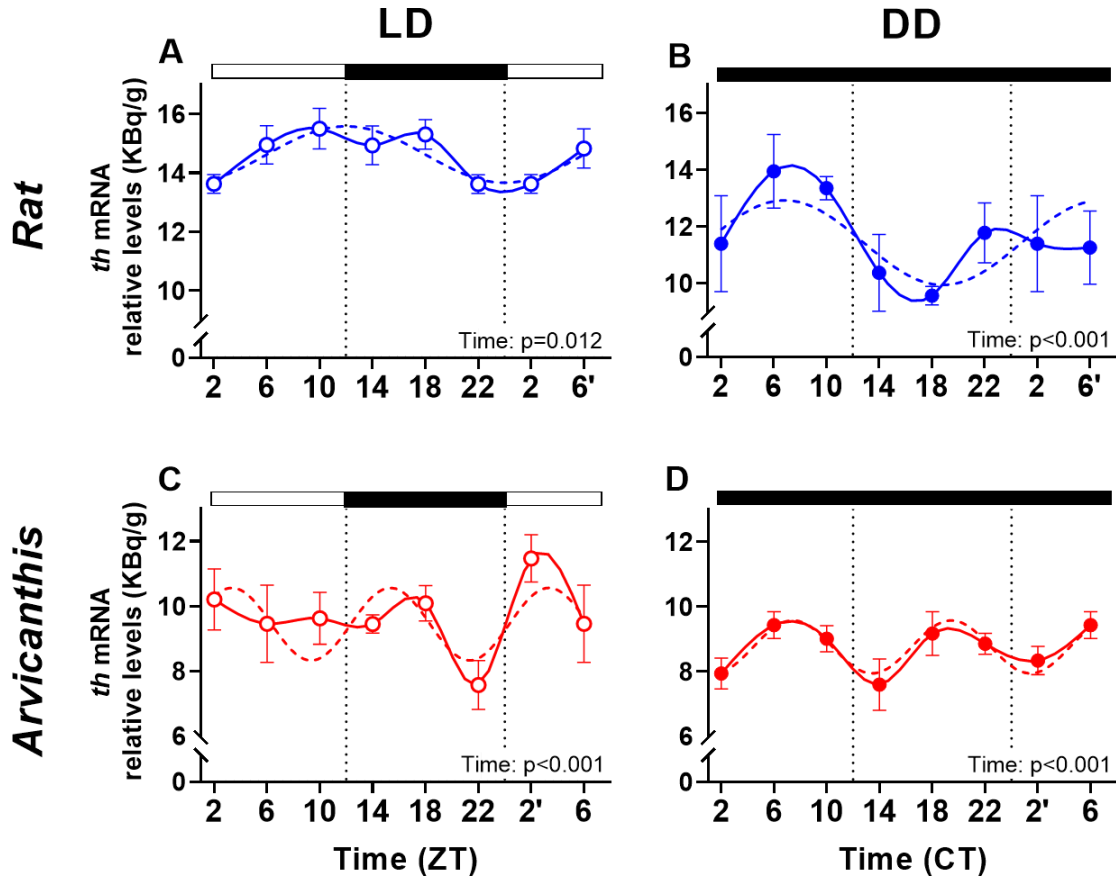 LD
DD
Rat
A
th mRNA
relative levels (KBq/g)
16
14
12
10
0
Time: p=0.012
2 6 10 14 18 22 2 6'
B
16
14
12
10
0
Time: p<0.001
2 6 10 14 18 22 2 6'
Arvicanthis
C
th mRNA
relative levels (KBq/g)
12
10
8
6
0
Time: p<0.001
2 6 10 14 18 22 2' 6
Time (ZT)
D
12
10
8
6
0
Time: p<0.001
2 6 10 14 18 22 2' 6
Time (CT)